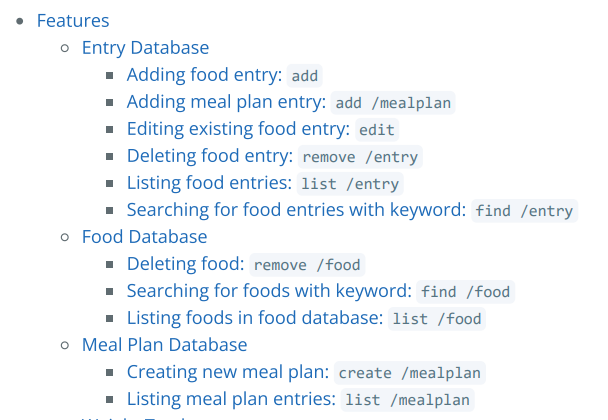 Features
Entry Database
Adding food entry: add
Adding meal plan entry: add /mealplan
Editing existing food entry: edit
Deleting food entry: remove /entry
Listing food entries: list /entry
Searching for food entries with keyword: find /entry
Food Database
Deleting food: remove /food
Searching for foods with keyword: find /food
Listing foods in food database: list /food
Meal Plan Database
Creating new meal plan: create /mealplan
Listing meal plan entries: list /mealplan